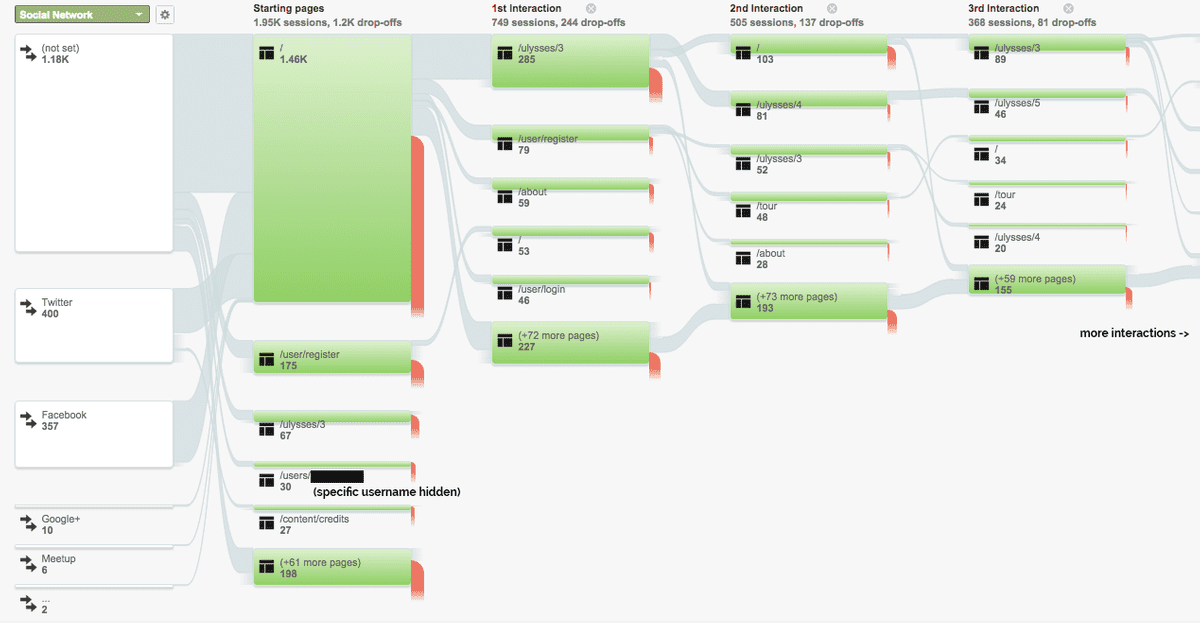 Social Network
(not set)
1.18K
Twitter
400
Facebook
357
Google+
10
Meetup
6
...
2
Starting pages
1.95K sessions, 1.2K drop-offs
/
1.46K
/user/register
175
/ulysses/3
67
/users/
30
(specific username hidden)
/content/credits
27
(+61 more pages)
198
1st Interaction
749 sessions, 244 drop-offs
/ulysses/3
285
/user/register
79
/about
59
/
53
/user/login
46
(+72 more pages)
227
2nd Interaction
505 sessions, 137 drop-offs
/
103
/ulysses/4
81
/ulysses/3
52
/tour
48
/about
28
(+73 more pages)
193
3rd Interaction
368 sessions, 81 drop-offs
/ulysses/3
89
/ulysses/5
46
/
34
/tour
24
/ulysses/4
20
(+59 more pages)
155
more interactions ->